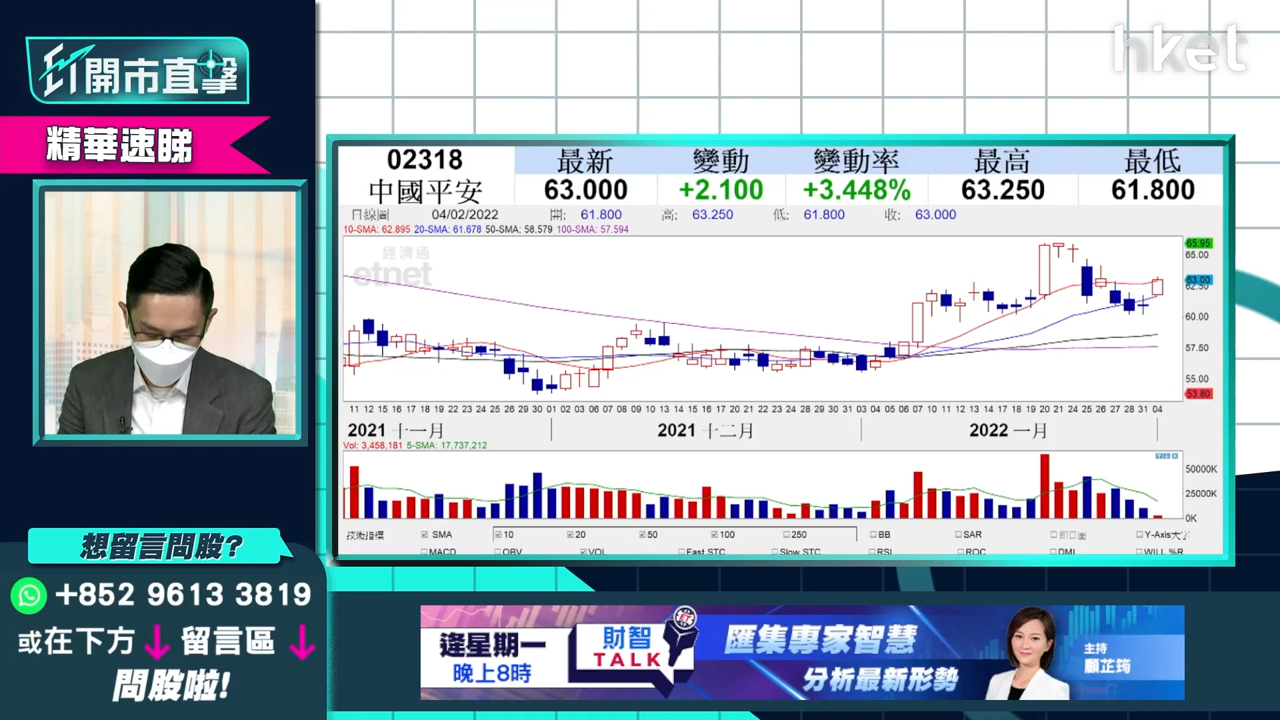 開市直擊
精華速睇
hket
02318
中國平安
最新 變動 變動率 最高 最低
63.000 +2.100 +3.448% 63.250 61.800
日線圖 04/02/2022 開: 61.800 高: 63.250 低: 61.800 收: 63.000
10-SMA: 62.895 20-SMA: 61.678 50-SMA: 58.579 100-SMA: 57.594
經濟通
etnet
65.95
65.00
63.00
62.50
60.00
57.50
55.00
53.80
11 12 15 16 17 18 19 22 23 24 25 26 29 30 01 02 03 06 07 08 09 10 13 14 15 16 17 20 21 22 23 24 28 29 30 31 03 04 05 06 07 10 11 12 13 14 17 18 19 20 21 24 25 26 27 28 31 04
2021 十一月 2021 十二月 2022 一月
Vol: 3,458,181 5-SMA: 17,737,212
50000K
25000K
0K
技術指標 SMA 10 20 50 100 250 BB SAR Y-Axis大字
MACD OBV VOL Fast STC Slow STC RSI ROC DMI WILL %R
想留言問股?
+852 9613 3819
或在下方 留言區
問股啦!
逢星期一
晚上8時
財智
TALK
匯集專家智慧
分析最新形勢
主持
顧芷筠